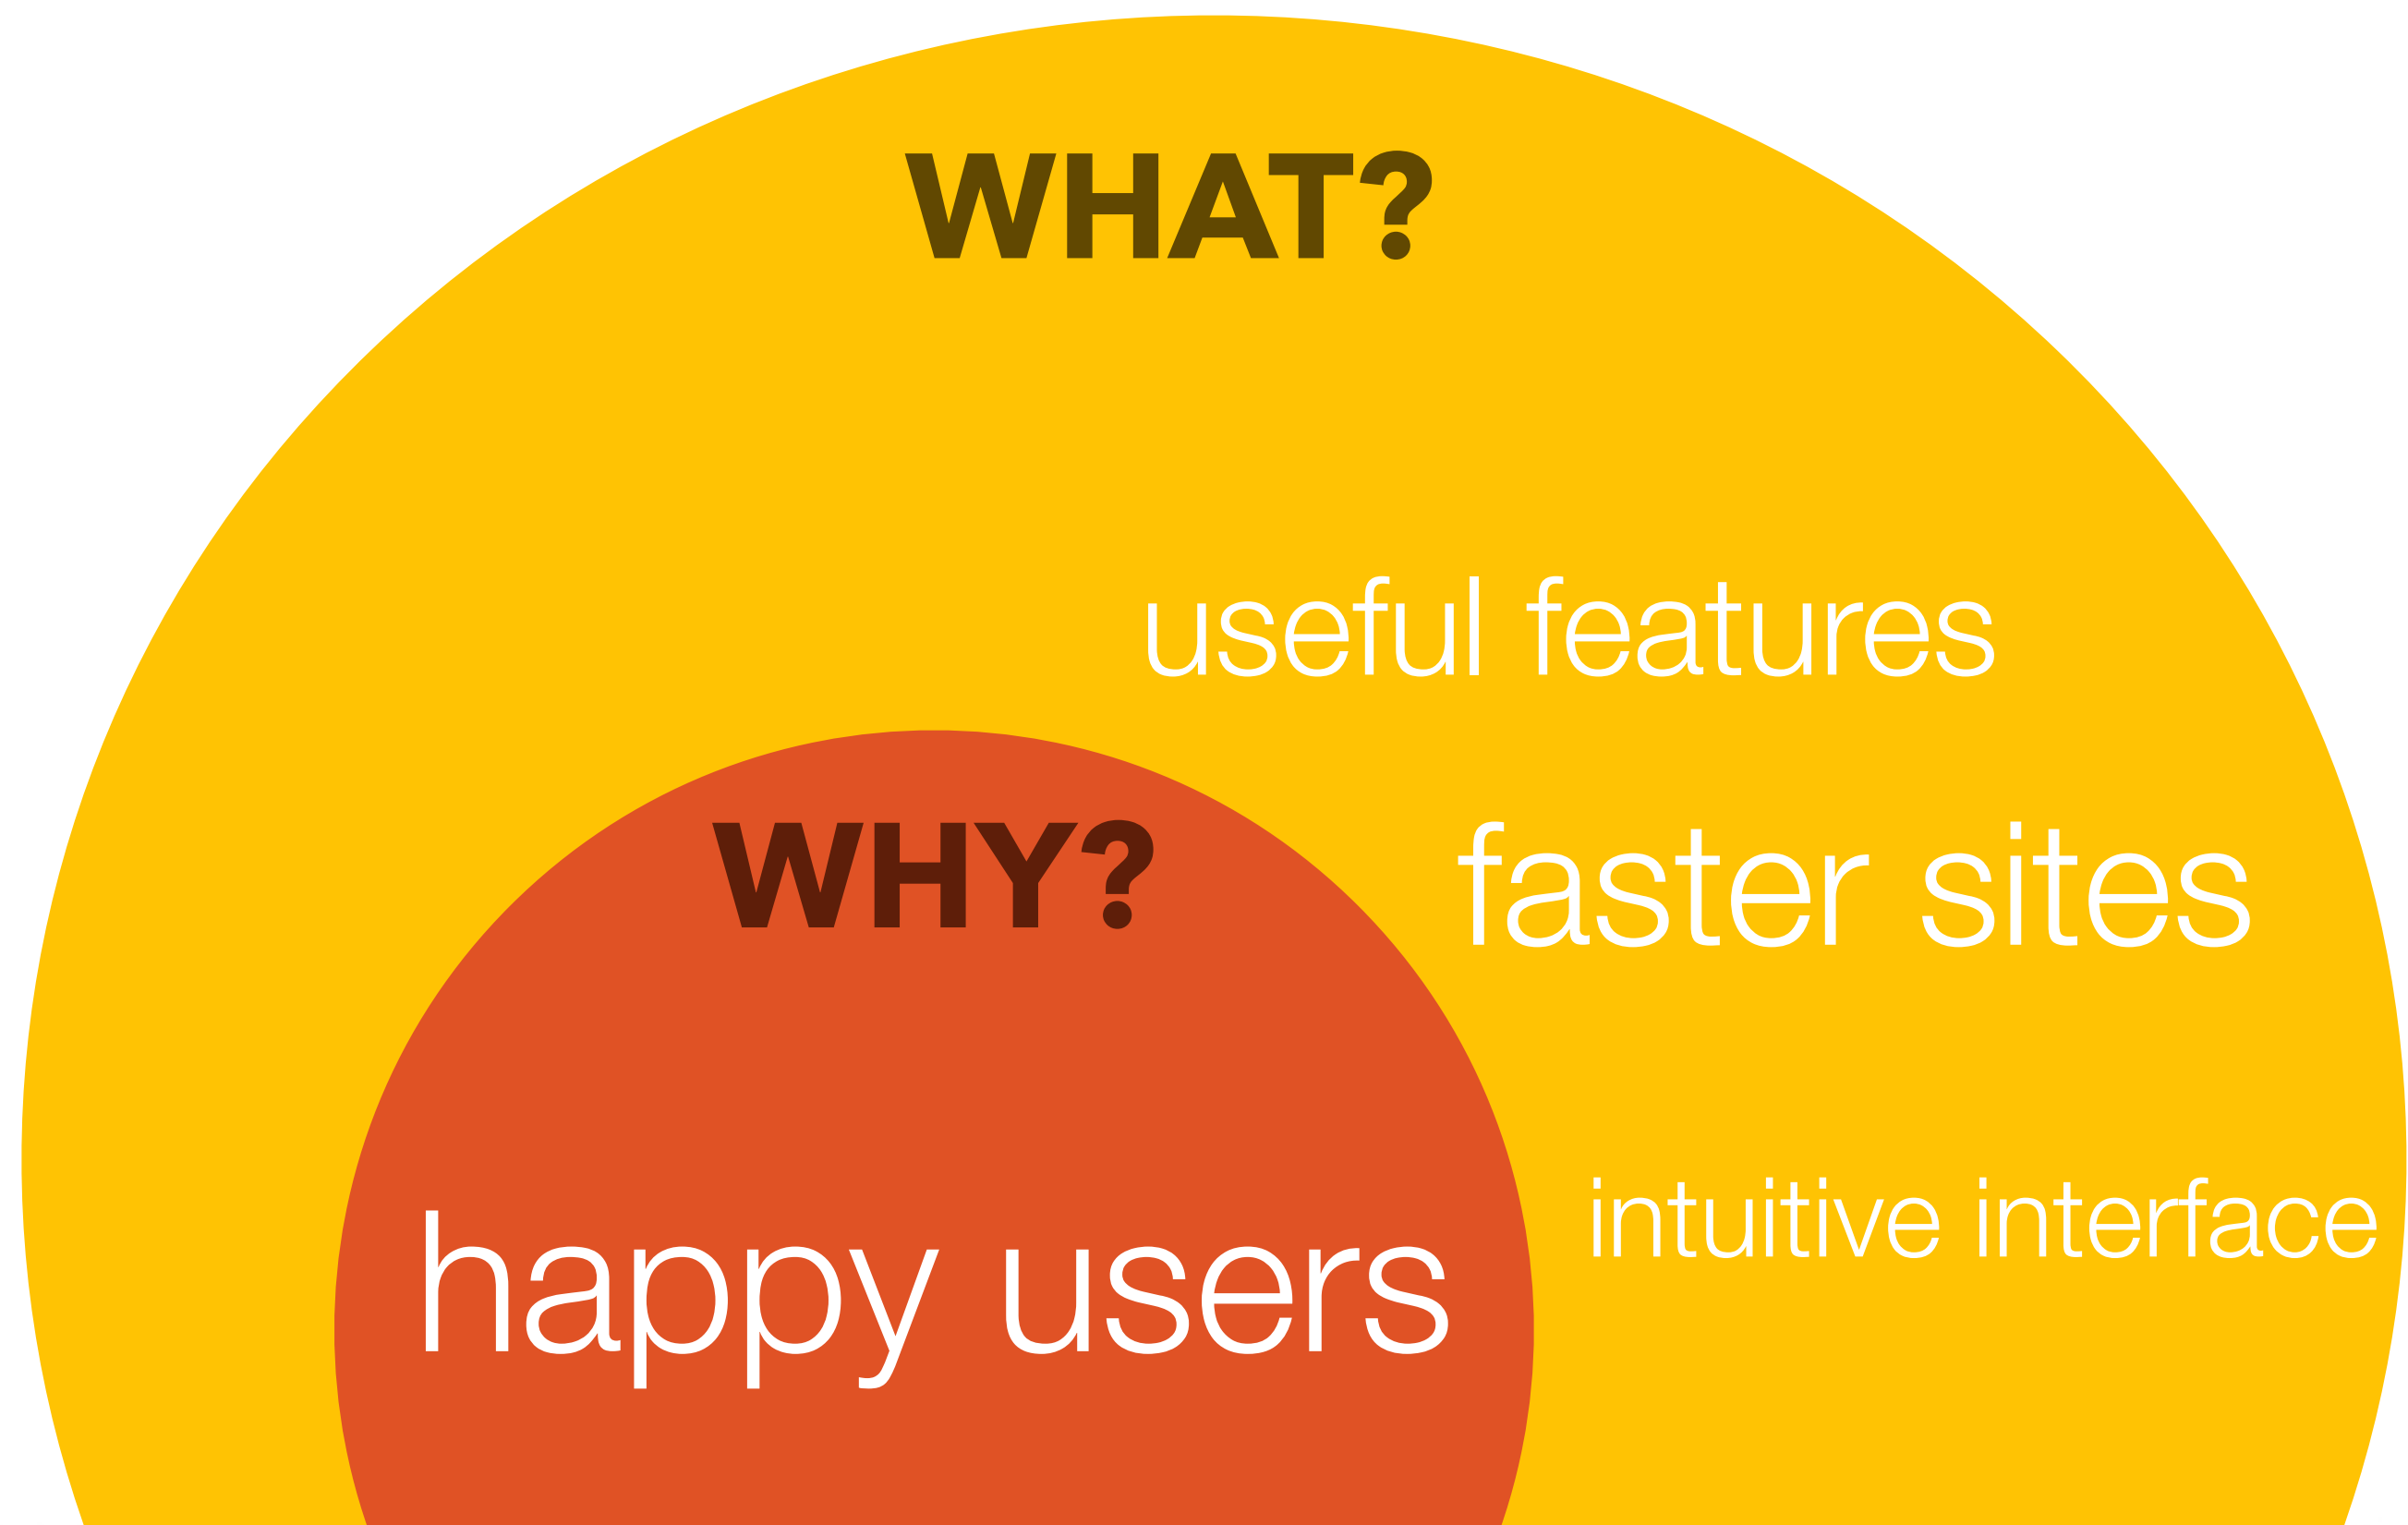 WHAT?
useful features
WHY?
faster sites
happy users
intuitive interface